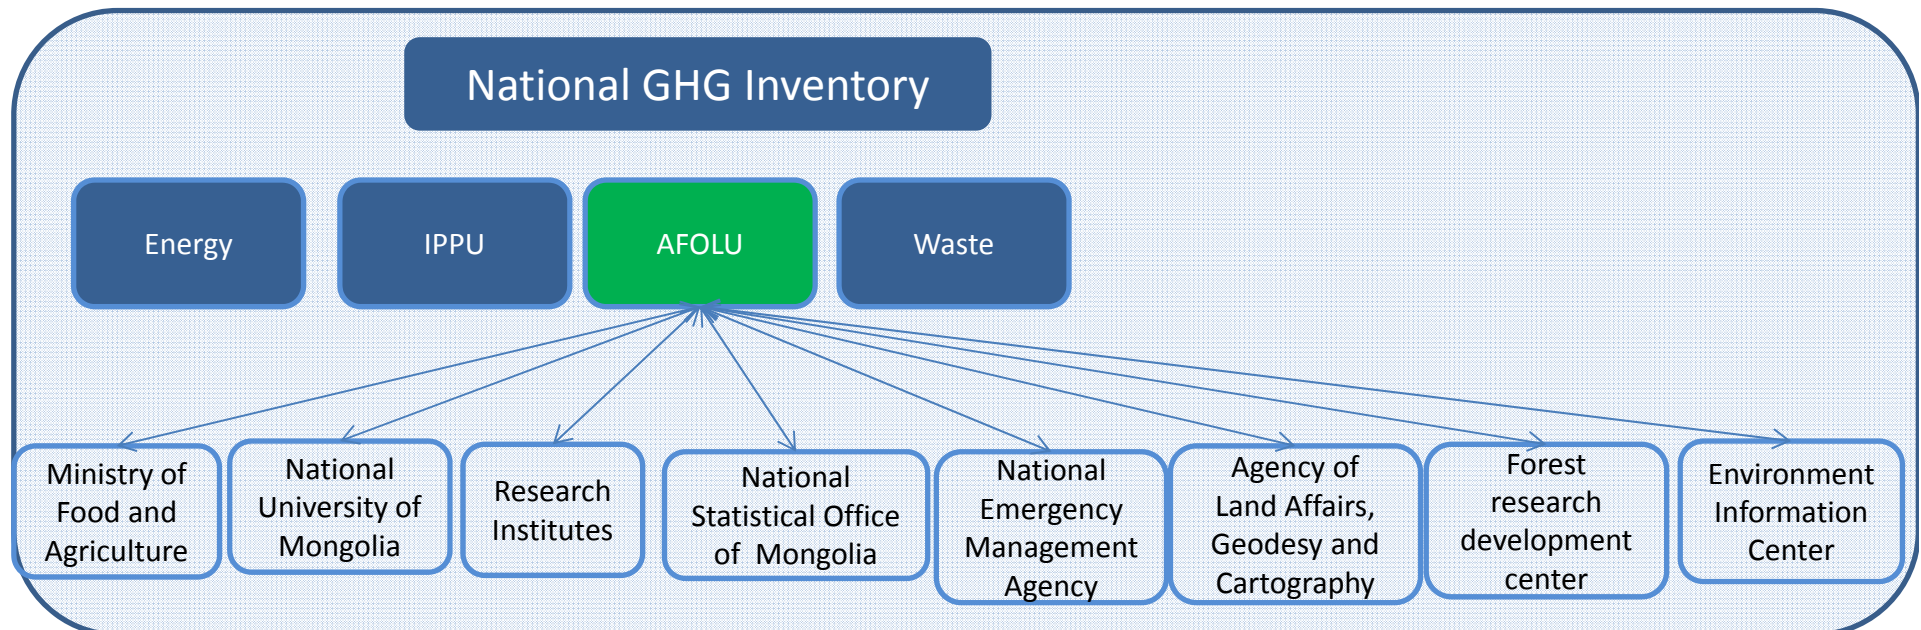 National GHG Inventory
Energy
IPPU
AFOLU
Waste
Ministry of
Food and
Agriculture
National
University of
Mongolia
Research
Institutes
National
Statistical Office
of Mongolia
National
Emergency
Management
Agency
Agency of
Land Affairs,
Geodesy and
Cartography
Forest
research
development
center
Environment
Information
Center